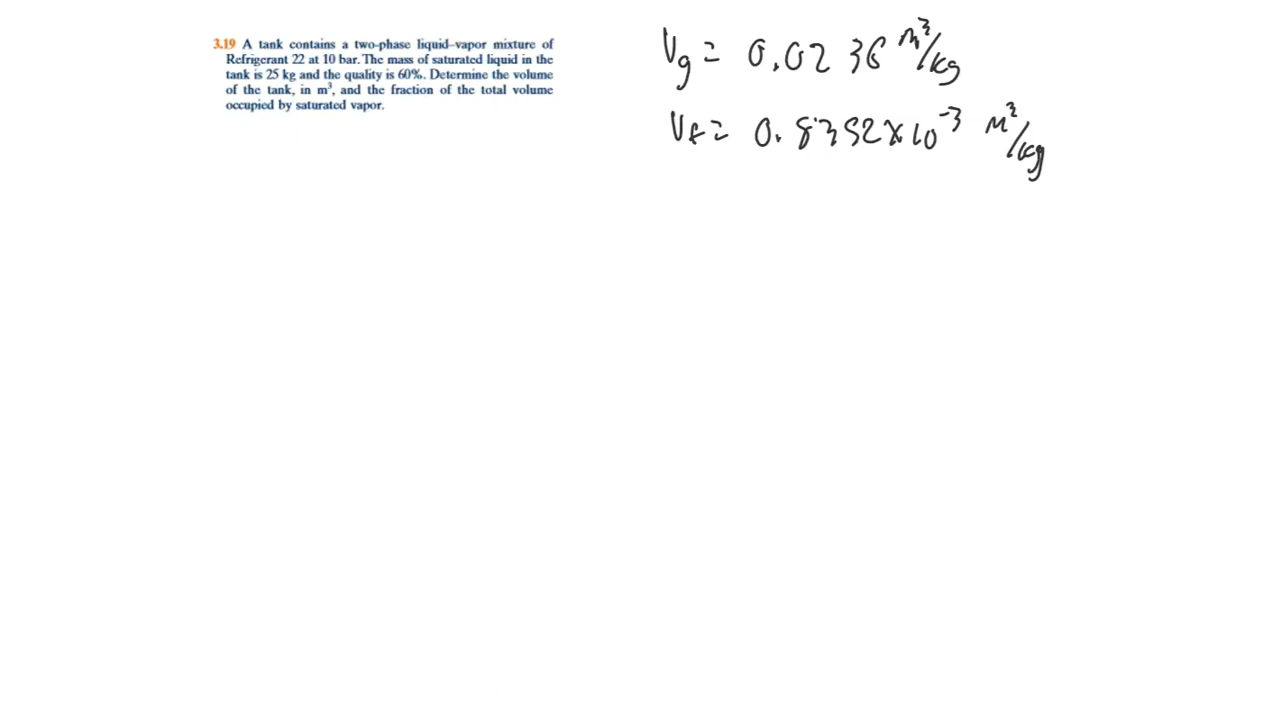 3.19 A tank contains a two-phase liquid–vapor mixture of
Refrigerant 22 at 10 bar. The mass of saturated liquid in the
tank is 25 kg and the quality is 60%. Determine the volume
of the tank, in m³, and the fraction of the total volume
occupied by saturated vapor.
Vg = 0.0236 m³/kg
Vf = 0.8352×10⁻³ m³/kg